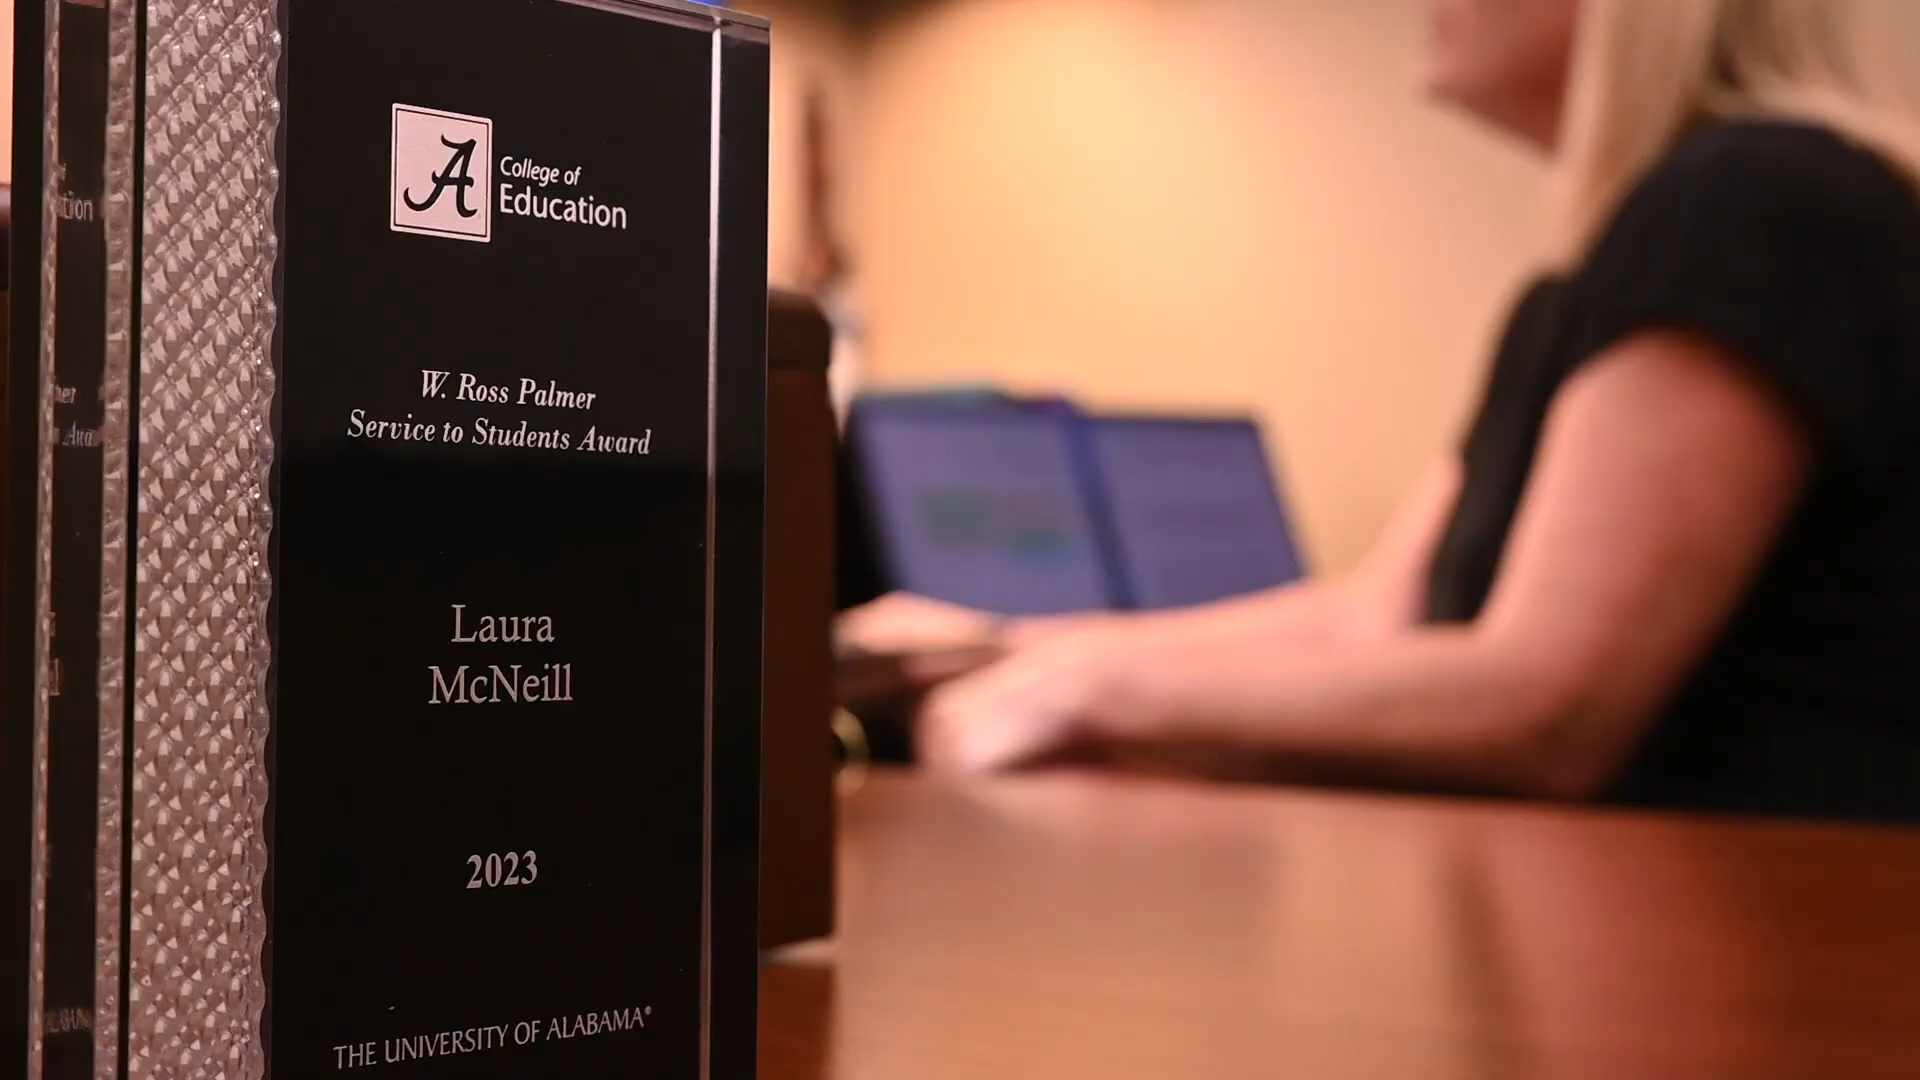 A
College of
Education
W. Ross Palmer
Service to Students Award
Laura
McNeill
2023
THE UNIVERSITY OF ALABAMA®